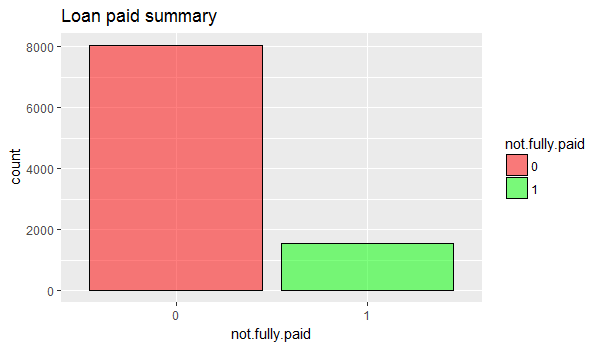 Loan paid summary
8000
6000
4000
2000
0
count
0
1
not.fully.paid
not.fully.paid
0
1